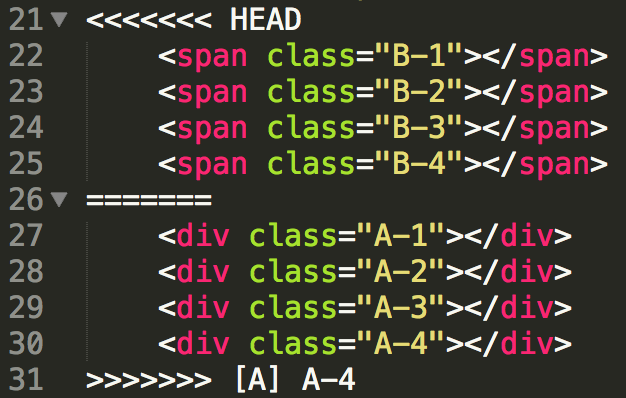 21 <<<<<<< HEAD
22     <span class="B-1"></span>
23     <span class="B-2"></span>
24     <span class="B-3"></span>
25     <span class="B-4"></span>
26 =======
27     <div class="A-1"></div>
28     <div class="A-2"></div>
29     <div class="A-3"></div>
30     <div class="A-4"></div>
31 >>>>>>> [A] A-4